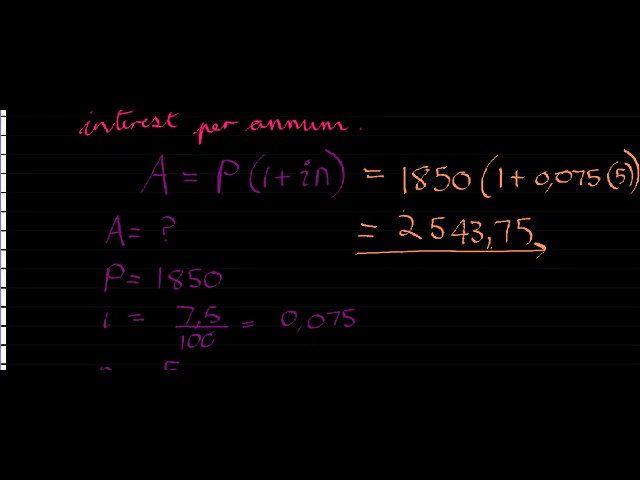 interest per annum.
A = P(1+in) = 1850(1+0,075(5))
A = ? = 2543,75
P = 1850
i = 7,5/100 = 0,075